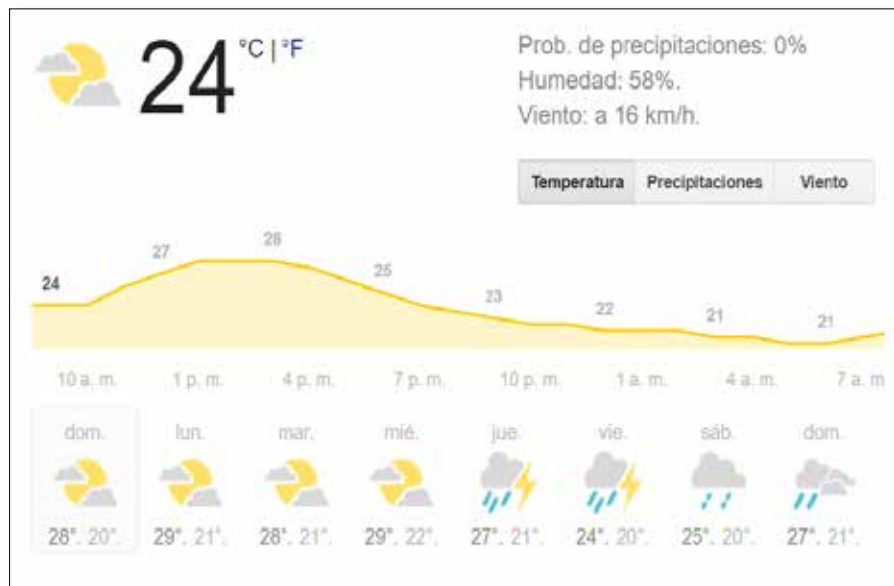 24 °C | °F
Prob. de precipitaciones: 0%
Humedad: 58%.
Viento: a 16 km/h.
Temperatura Precipitaciones Viento
24 27 28 25 23 22 21 21
10 a. m. 1 p. m. 4 p. m. 7 p. m. 10 p. m. 1 a. m. 4 a. m. 7 a. m
dom. lun. mar. mié. jue. vie. sáb. dom.
28°. 20°. 29°. 21°. 28°. 21°. 29°. 22°. 27°. 21°. 24°. 20°. 25°. 20°. 27°. 21°.